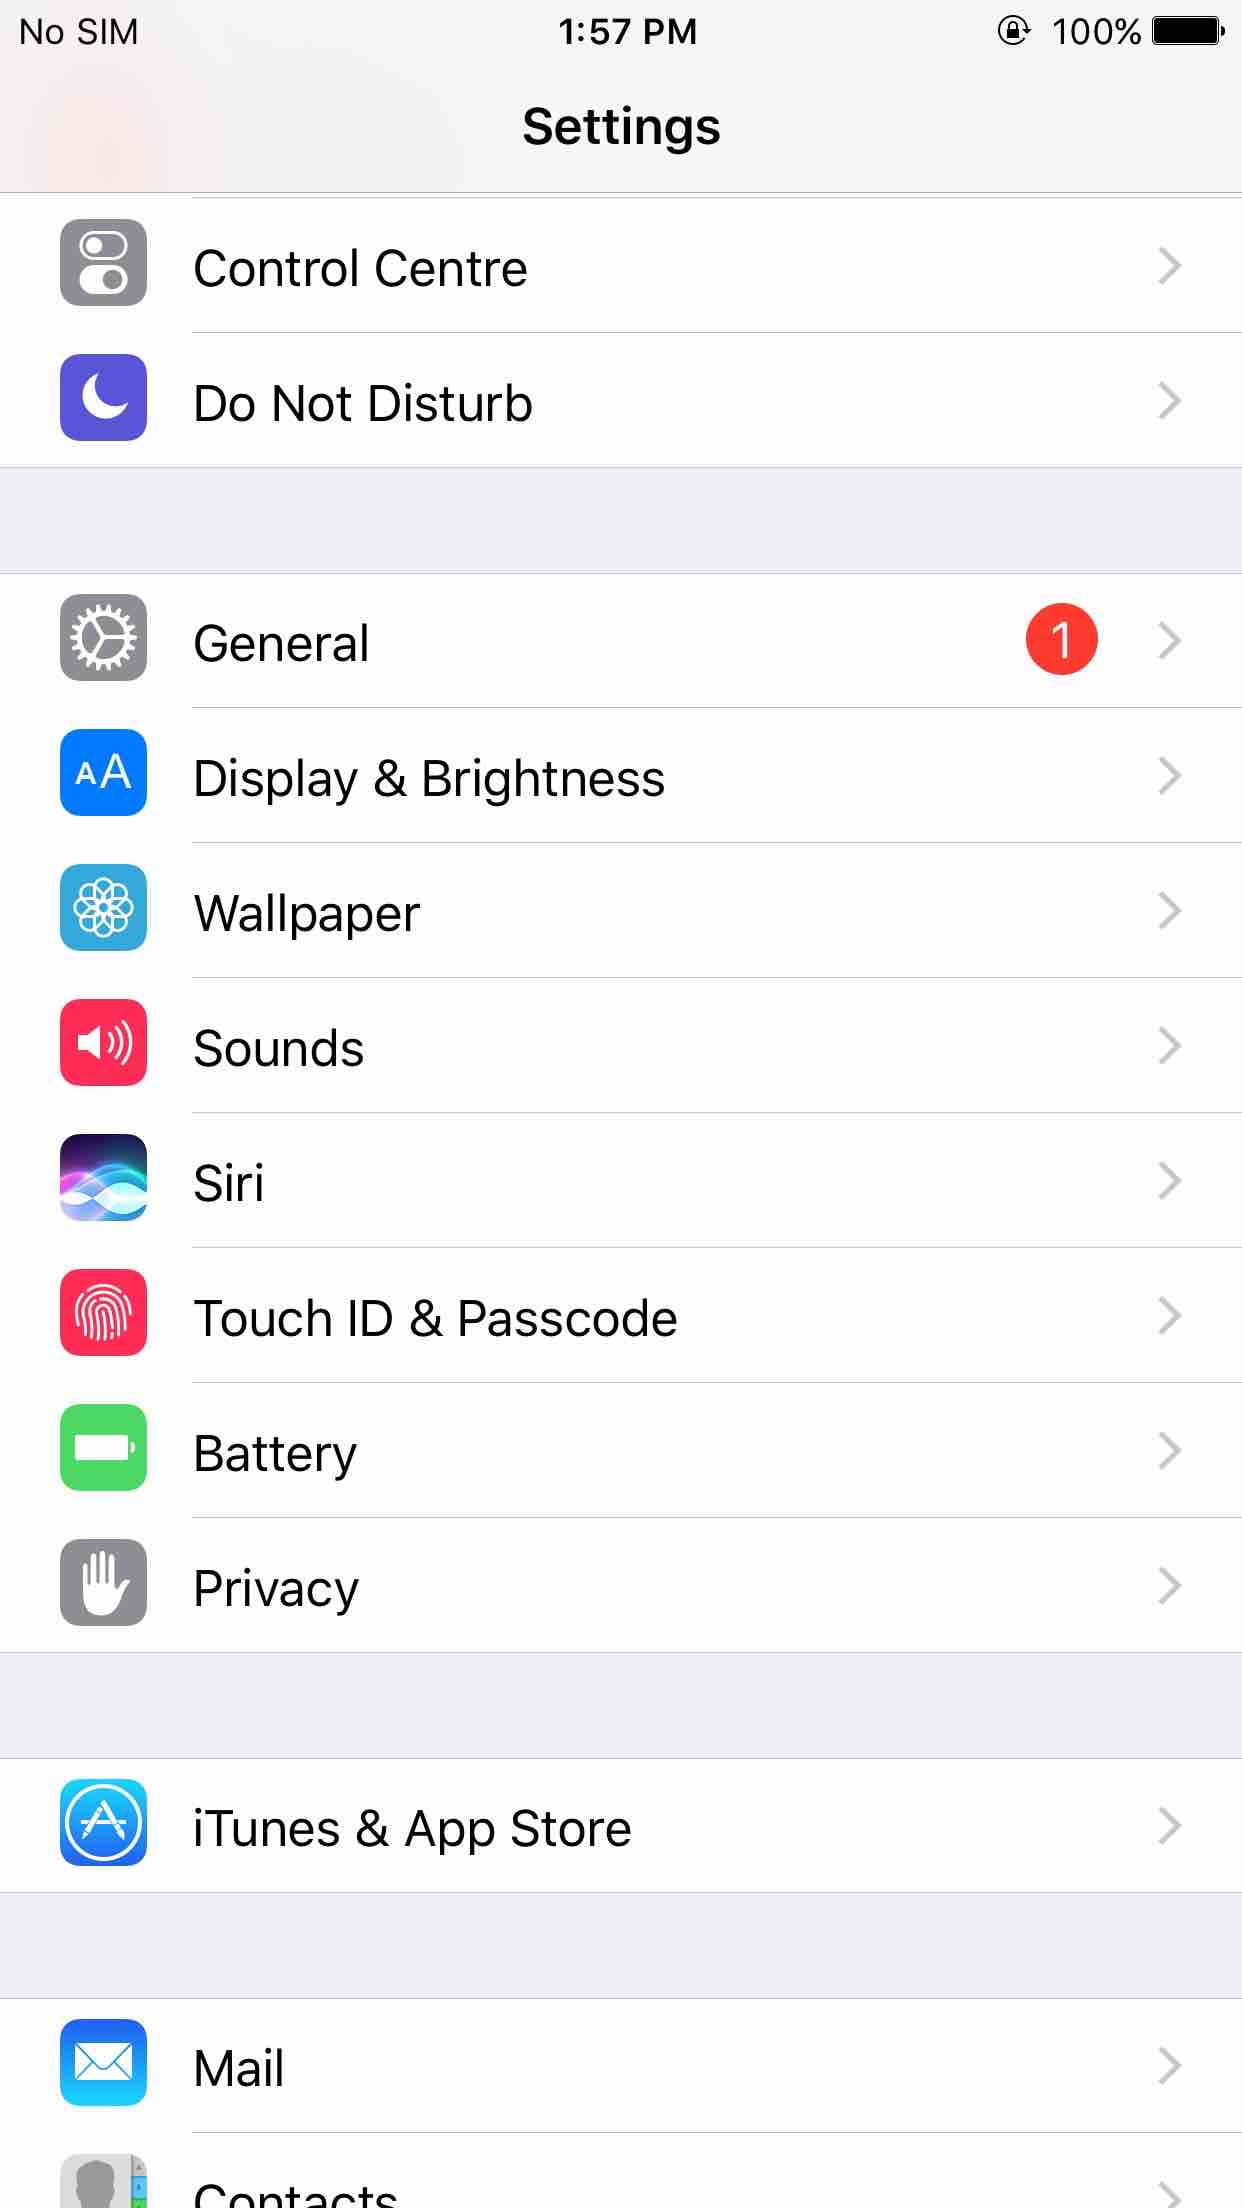 No SIM 1:57 PM 100%
Settings
Control Centre
Do Not Disturb
General 1
AA Display & Brightness
Wallpaper
Sounds
Siri
Touch ID & Passcode
Battery
Privacy
iTunes & App Store
Mail
Contacts